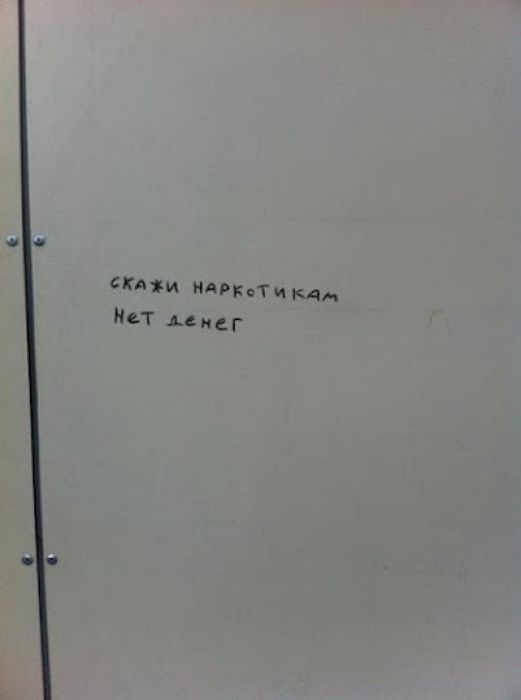 скажи наркотикам
Нет денег